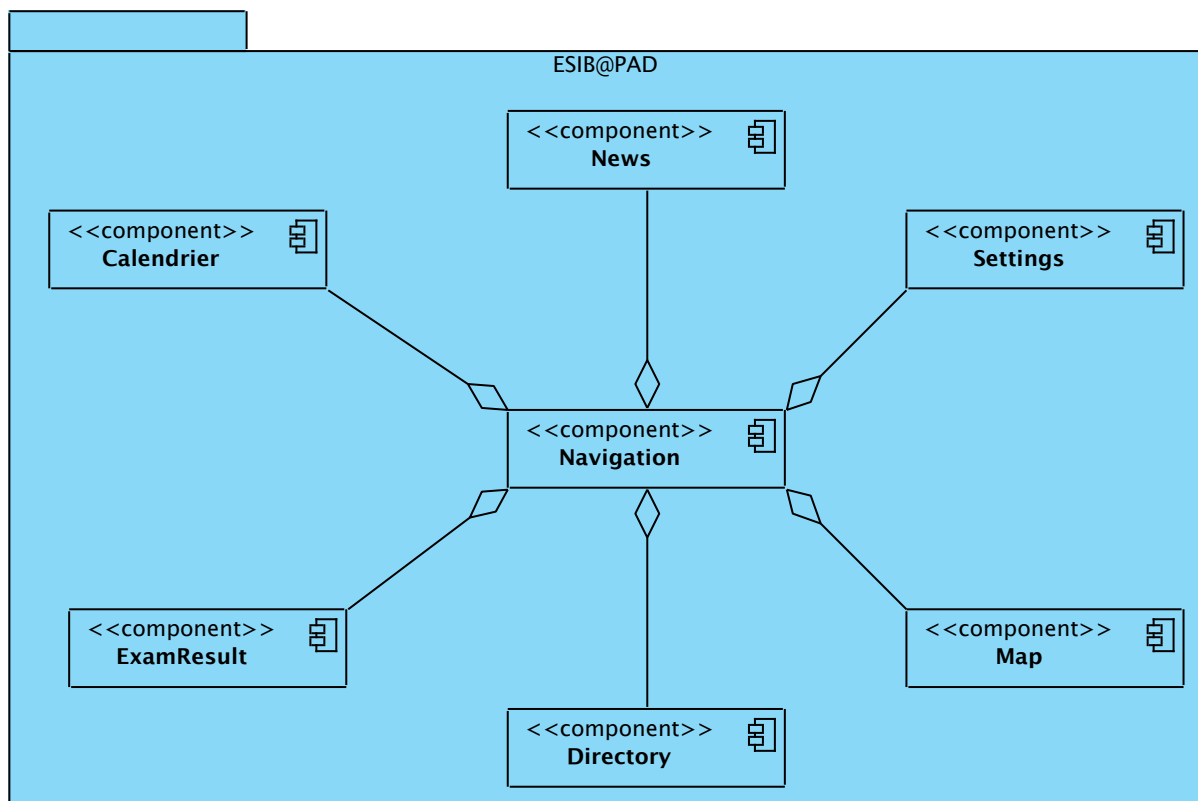 ESIB@PAD
<<component>>
News
<<component>>
Calendrier
<<component>>
Settings
<<component>>
Navigation
<<component>>
ExamResult
<<component>>
Map
<<component>>
Directory